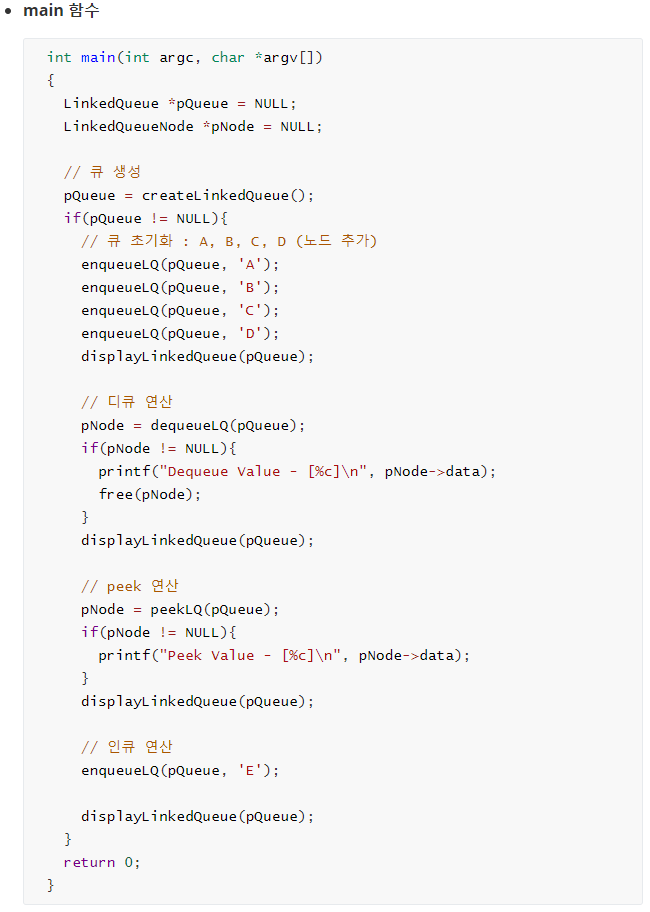 main 함수
int main(int argc, char *argv[])
{
  LinkedQueue *pQueue = NULL;
  LinkedQueueNode *pNode = NULL;

  // 큐 생성
  pQueue = createLinkedQueue();
  if(pQueue != NULL){
    // 큐 초기화 : A, B, C, D (노드 추가)
    enqueueLQ(pQueue, 'A');
    enqueueLQ(pQueue, 'B');
    enqueueLQ(pQueue, 'C');
    enqueueLQ(pQueue, 'D');
    displayLinkedQueue(pQueue);

    // 디큐 연산
    pNode = dequeueLQ(pQueue);
    if(pNode != NULL){
      printf("Dequeue Value - [%c]\n", pNode->data);
      free(pNode);
    }
    displayLinkedQueue(pQueue);

    // peek 연산
    pNode = peekLQ(pQueue);
    if(pNode != NULL){
      printf("Peek Value - [%c]\n", pNode->data);
    }
    displayLinkedQueue(pQueue);

    // 인큐 연산
    enqueueLQ(pQueue, 'E');

    displayLinkedQueue(pQueue);
  }
  return 0;
}